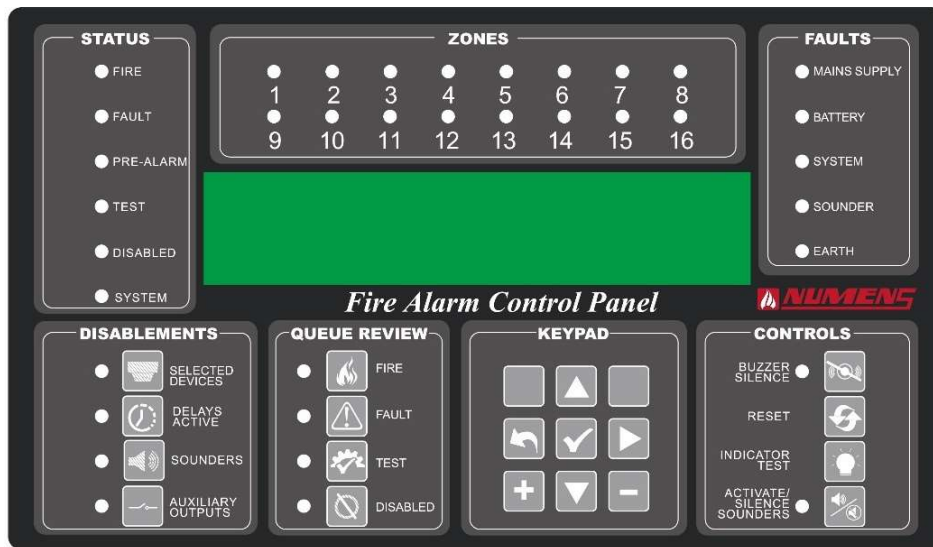 STATUS
FIRE
FAULT
PRE-ALARM
TEST
DISABLED
SYSTEM
ZONES
1 2 3 4 5 6 7 8
9 10 11 12 13 14 15 16
FAULTS
MAINS SUPPLY
BATTERY
SYSTEM
SOUNDER
EARTH
Fire Alarm Control Panel
NUMENS
DISABLEMENTS
SELECTED
DEVICES
DELAYS
ACTIVE
SOUNDERS
AUXILIARY
OUTPUTS
QUEUE REVIEW
FIRE
FAULT
TEST
DISABLED
KEYPAD
CONTROLS
BUZZER
SILENCE
RESET
INDICATOR
TEST
ACTIVATE/
SILENCE
SOUNDERS